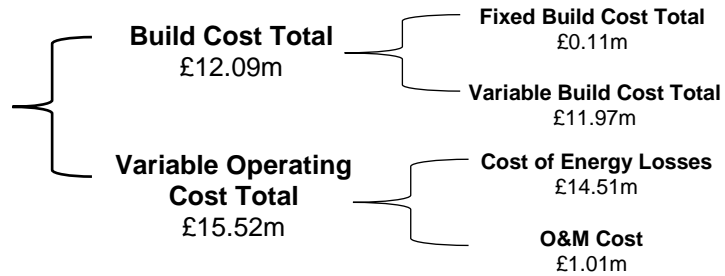 Build Cost Total
£12.09m
Fixed Build Cost Total
£0.11m
Variable Build Cost Total
£11.97m
Variable Operating
Cost Total
£15.52m
Cost of Energy Losses
£14.51m
O&M Cost
£1.01m